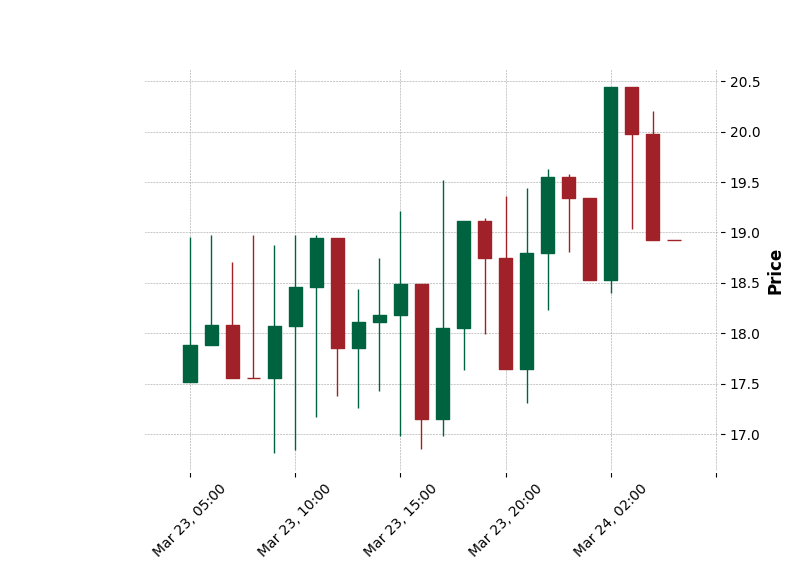 20.5
20.0
19.5
19.0
18.5
18.0
17.5
17.0
Price
Mar 23, 05:00
Mar 23, 10:00
Mar 23, 15:00
Mar 23, 20:00
Mar 24, 02:00